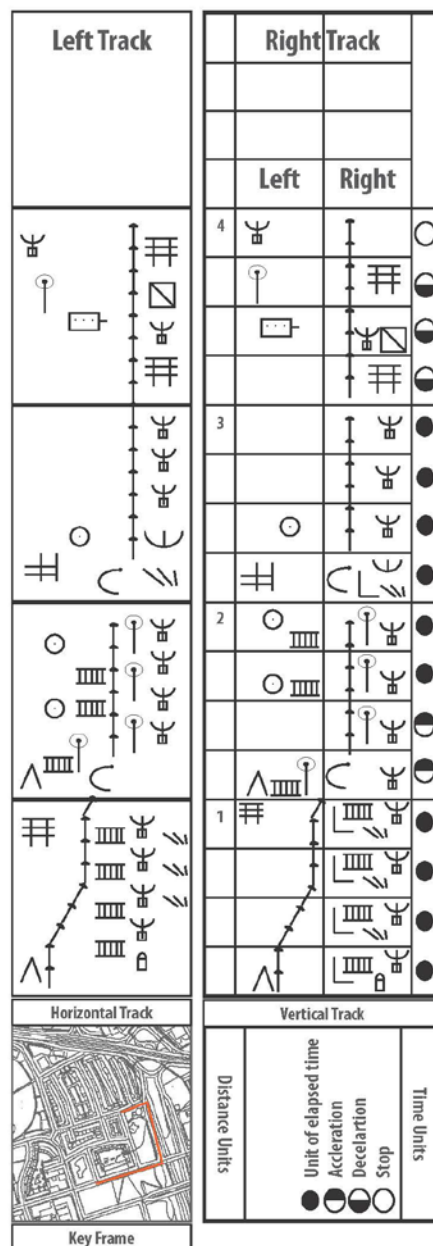 Left Track
Right Track
Left
Right
4
3
2
1
Horizontal Track
Vertical Track
Distance Units
Unit of elapsed time
Accleration
Decelartion
Stop
Time Units
Key Frame